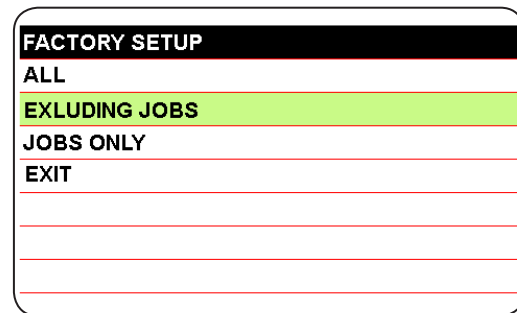 FACTORY SETUP
ALL
EXLUDING JOBS
JOBS ONLY
EXIT